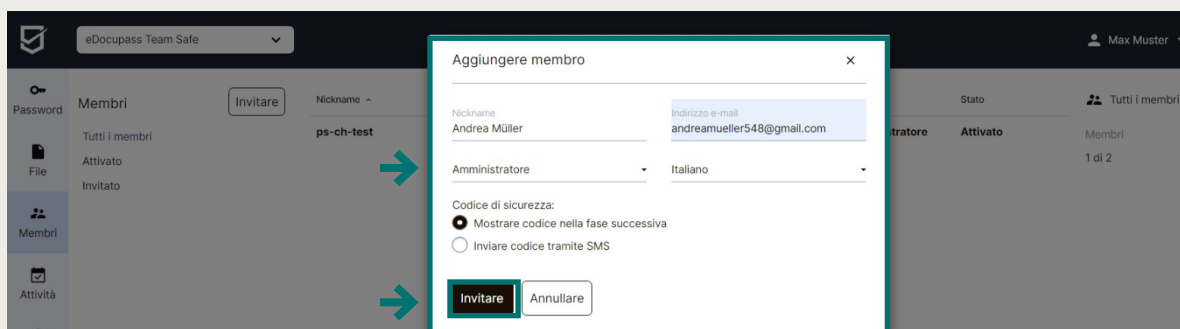 eDocupass Team Safe
Max Muster
Password
File
Membri
Attività
Membri
Invitare
Tutti i membri
Attivato
Invitato
Nickname
ps-ch-test
Aggiungere membro
Nickname
Andrea Müller
Indirizzo e-mail
andreamueller548@gmail.com
Amministratore
Italiano
Codice di sicurezza:
Mostrare codice nella fase successiva
Inviare codice tramite SMS
Invitare
Annullare
Stato
Attivato
Tutti i membri
Membri
1 di 2